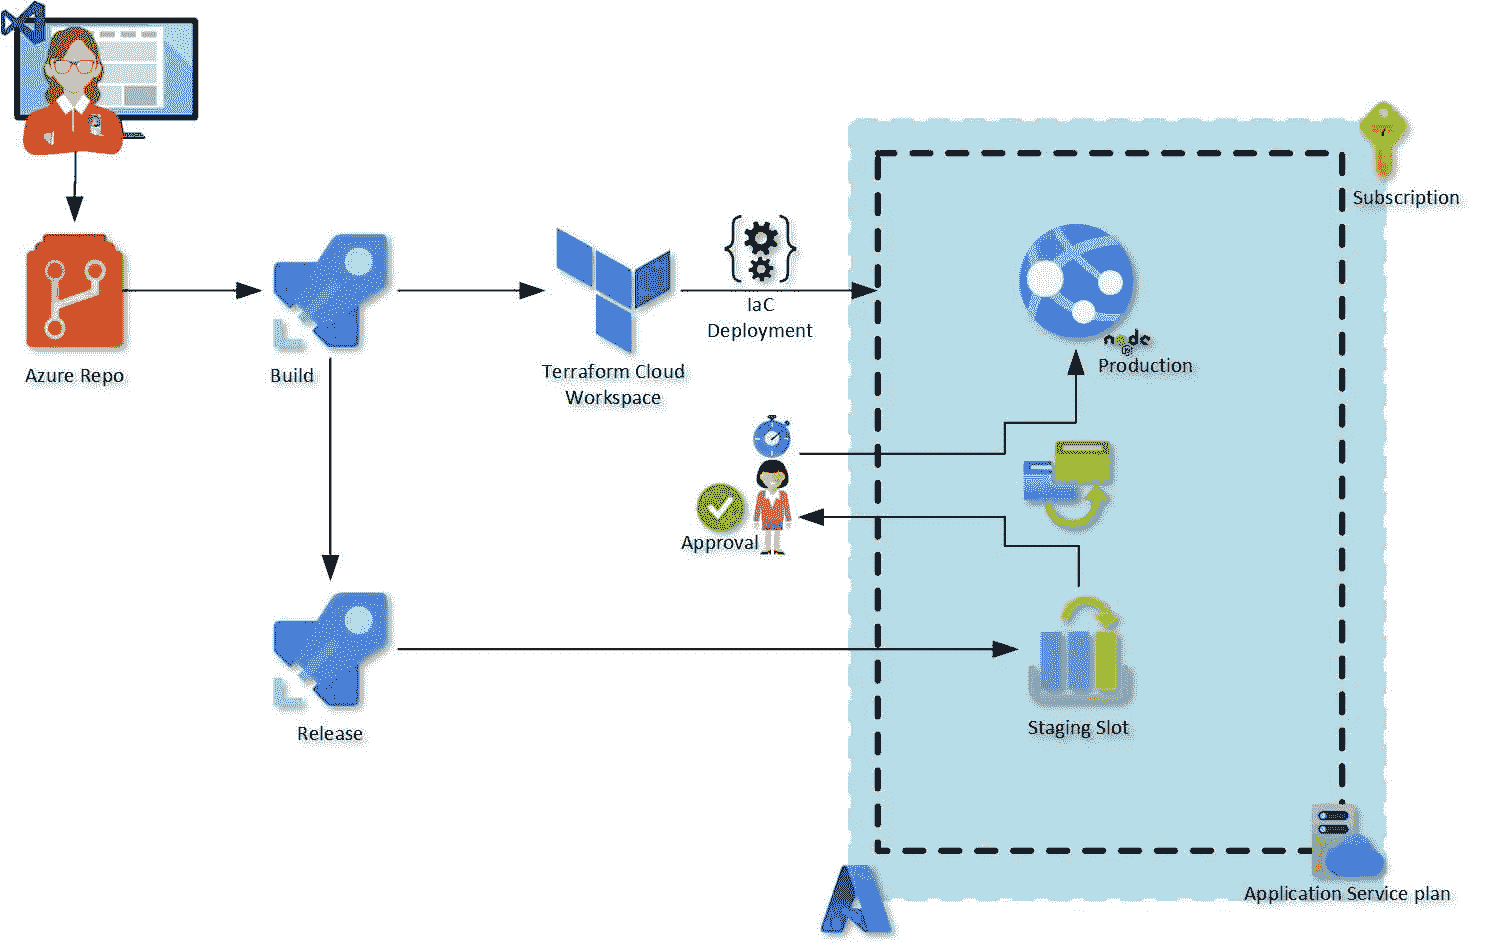 Subscription
IaC
Deployment
node
Production
Azure Repo
Build
Terraform Cloud
Workspace
Approval
Release
Staging Slot
Application Service plan